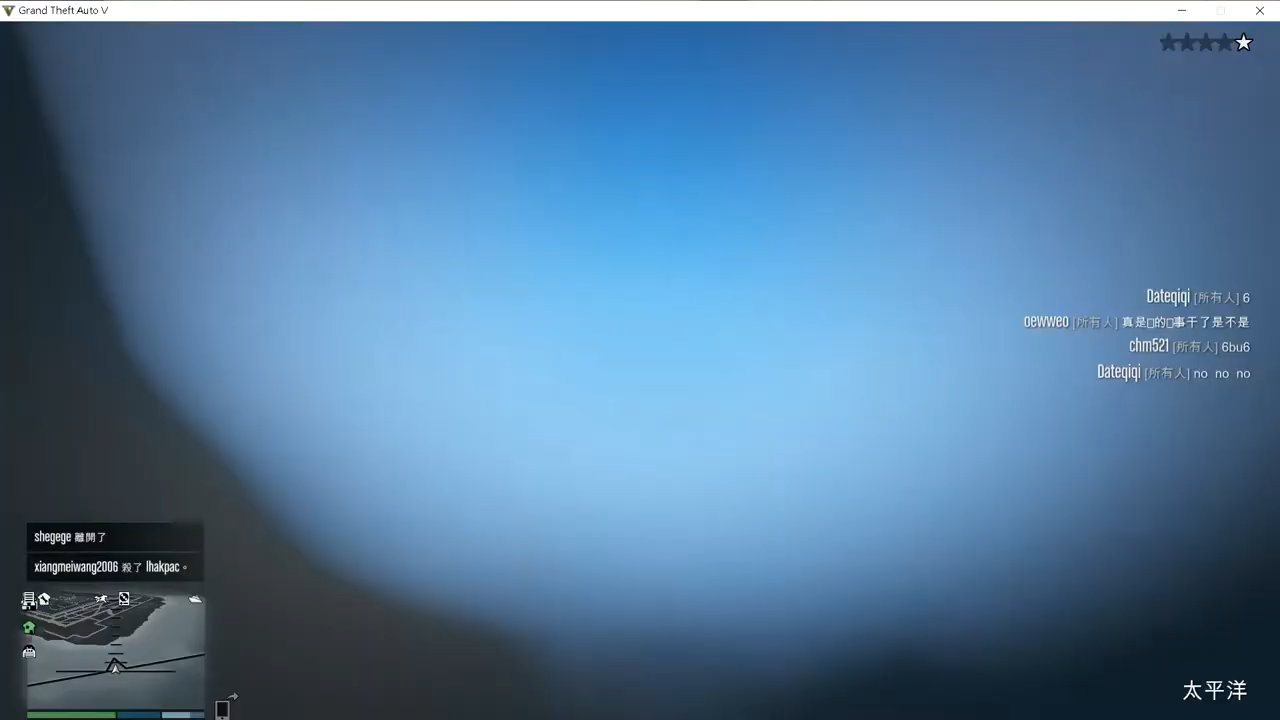 Grand Theft Auto V
Dateqiqi [所有人] 6
oewweo [所有人] 真是□的□事干了是不是
chm521 [所有人] 6bu6
Dateqiqi [所有人] no no no
shegege 離開了
xiangmeiwang2006 殺了 lhakpac。
太平洋